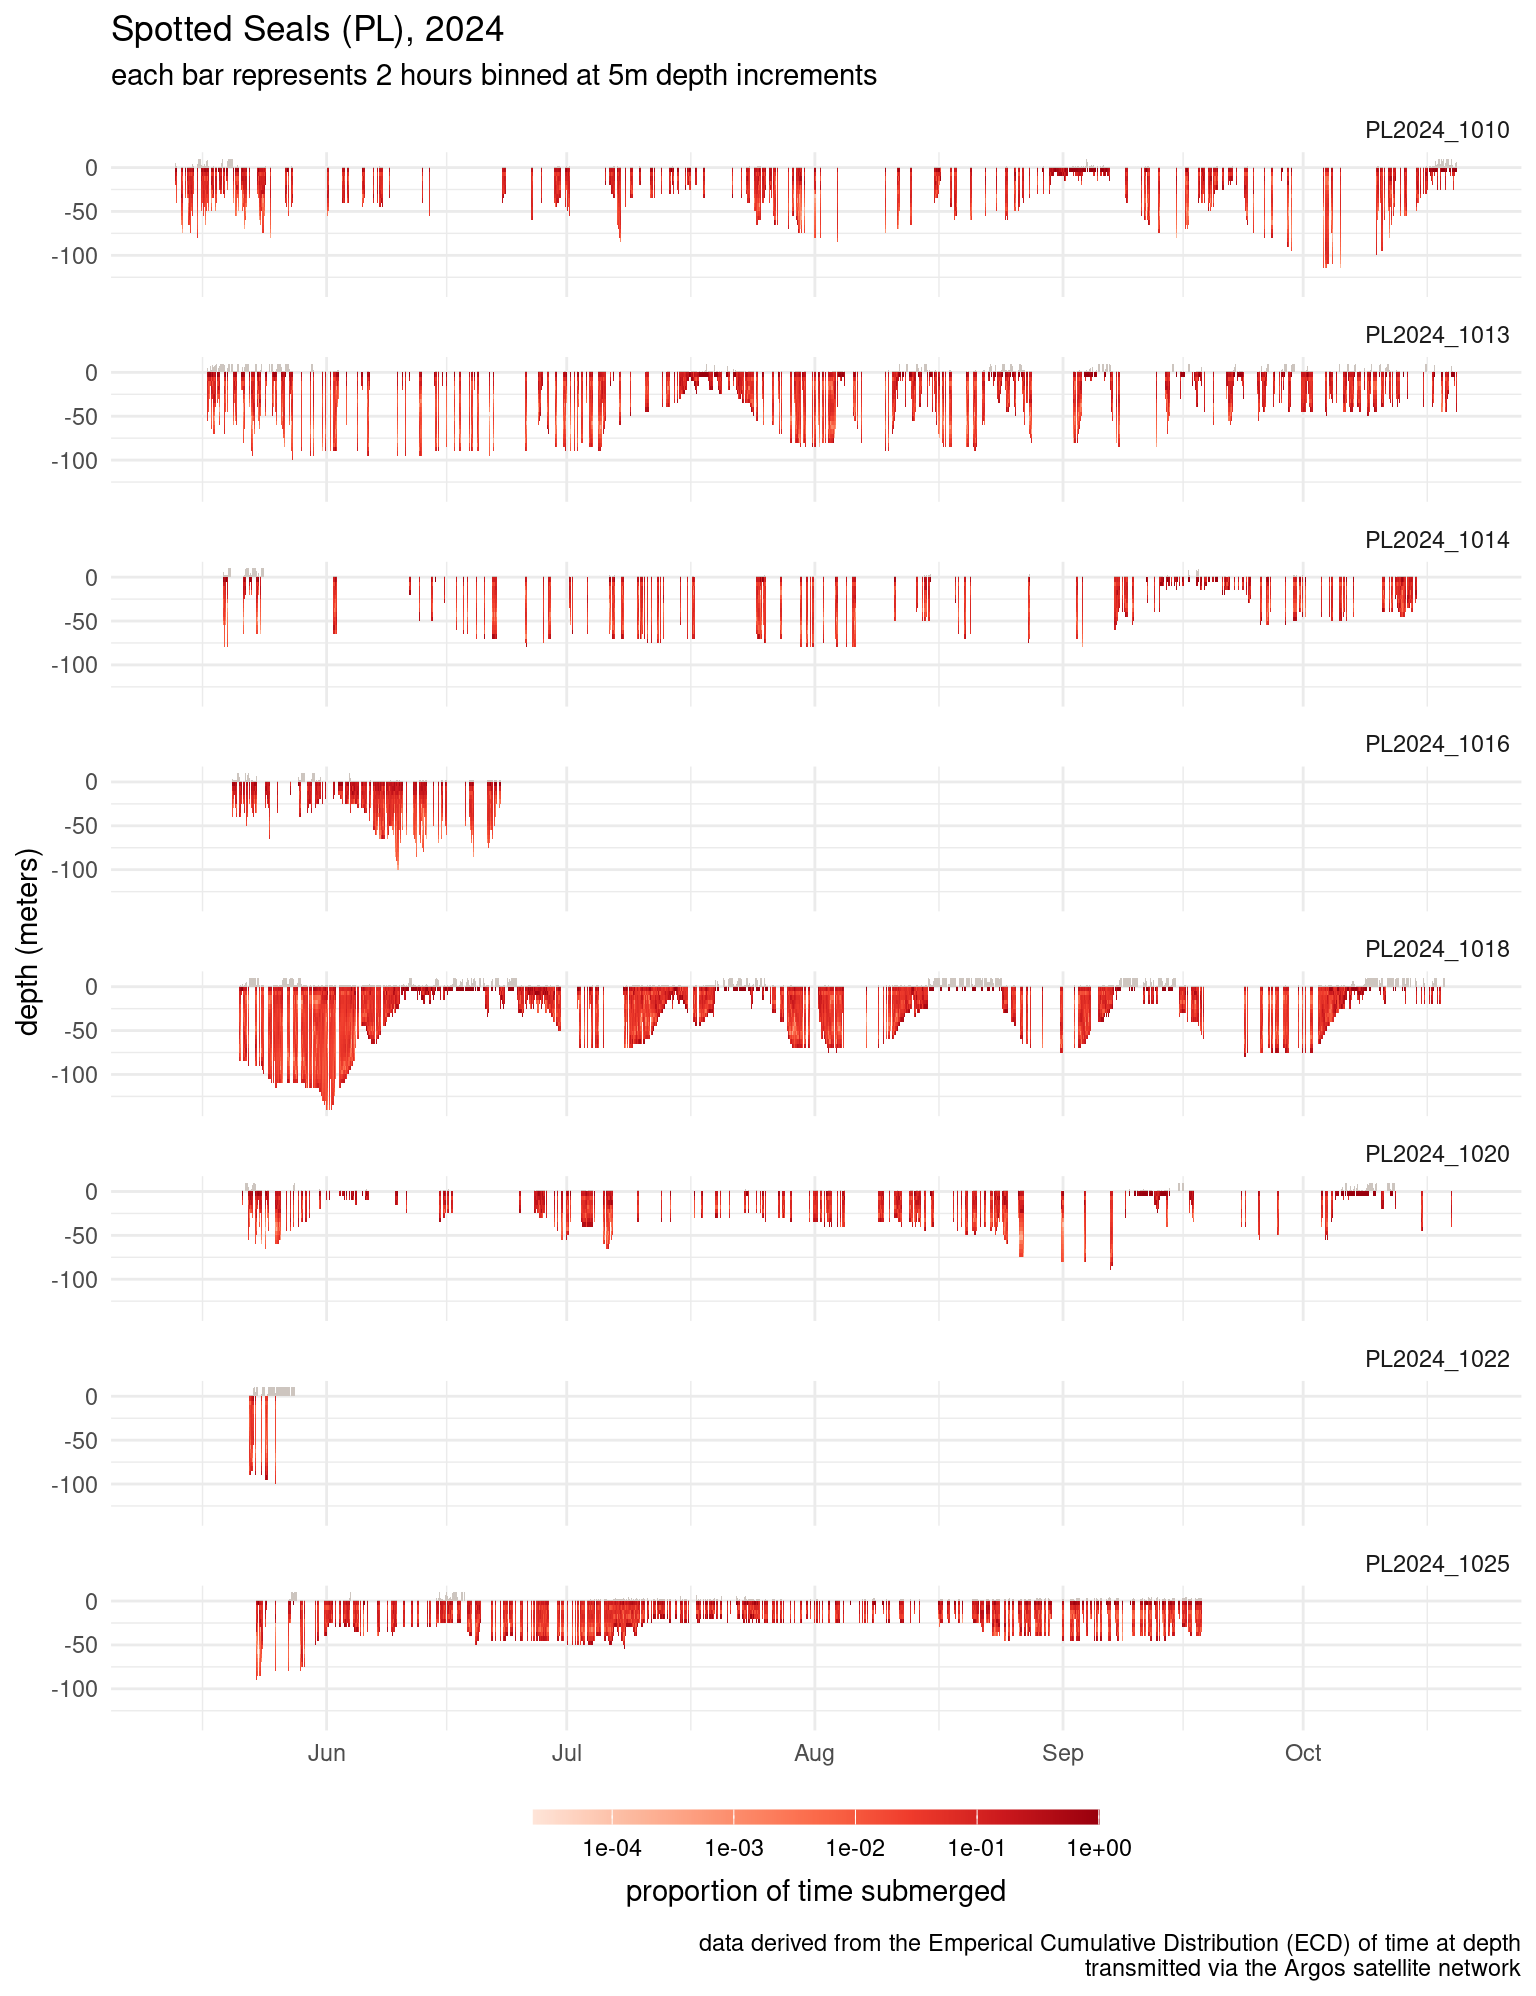 Spotted Seals (PL), 2024
each bar represents 2 hours binned at 5m depth increments
PL2024_1010
0
-50
-100
PL2024_1013
0
-50
-100
PL2024_1014
0
-50
-100
PL2024_1016
0
-50
-100
depth (meters)
PL2024_1018
0
-50
-100
PL2024_1020
0
-50
-100
PL2024_1022
0
-50
-100
PL2024_1025
0
-50
-100
Jun Jul Aug Sep Oct
1e-04 1e-03 1e-02 1e-01 1e+00
proportion of time submerged
data derived from the Emperical Cumulative Distribution (ECD) of time at depth
transmitted via the Argos satellite network